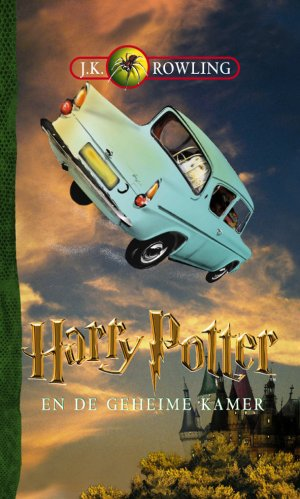 J.K. ROWLING
Harry Potter
EN DE GEHEIME KAMER